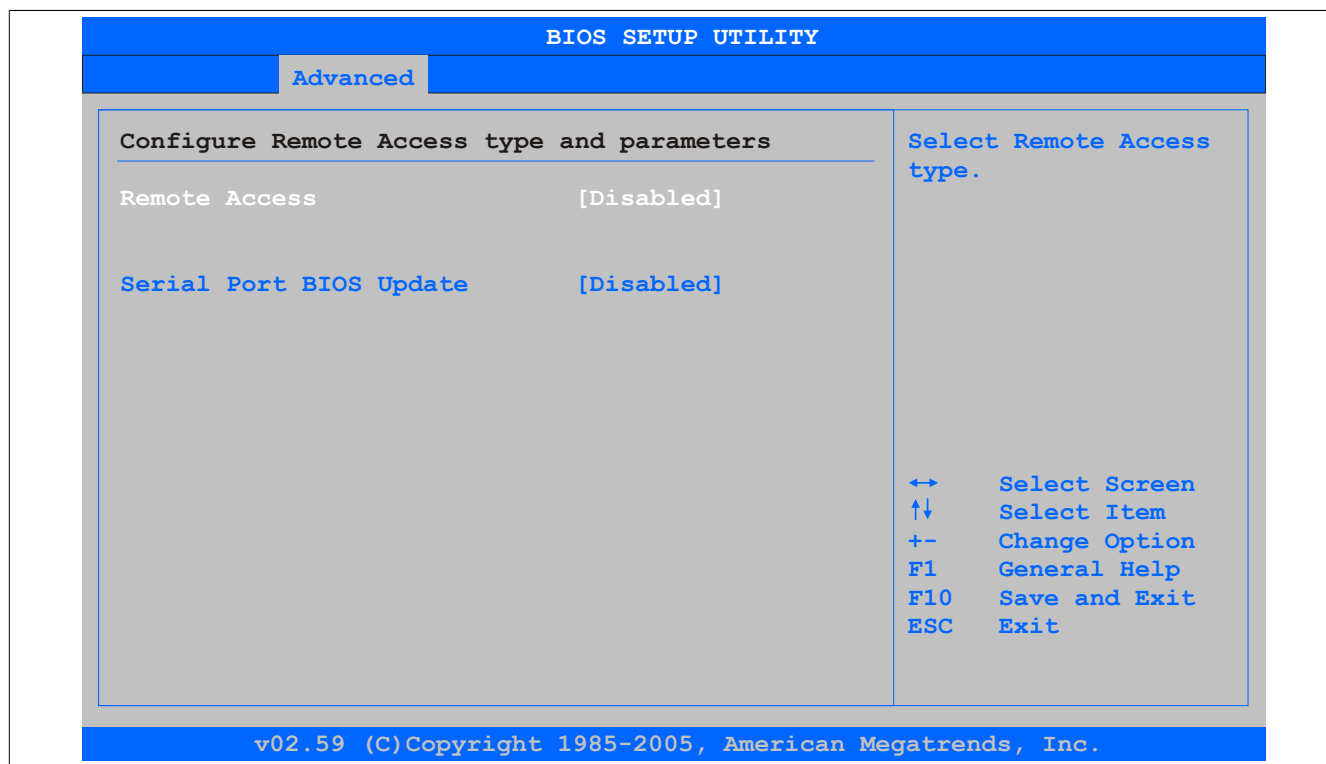 BIOS SETUP UTILITY
Advanced
Configure Remote Access type and parameters
Remote Access [Disabled]
Serial Port BIOS Update [Disabled]
Select Remote Access
type.
↔ Select Screen
↑↓ Select Item
+- Change Option
F1 General Help
F10 Save and Exit
ESC Exit
v02.59 (C)Copyright 1985-2005, American Megatrends, Inc.